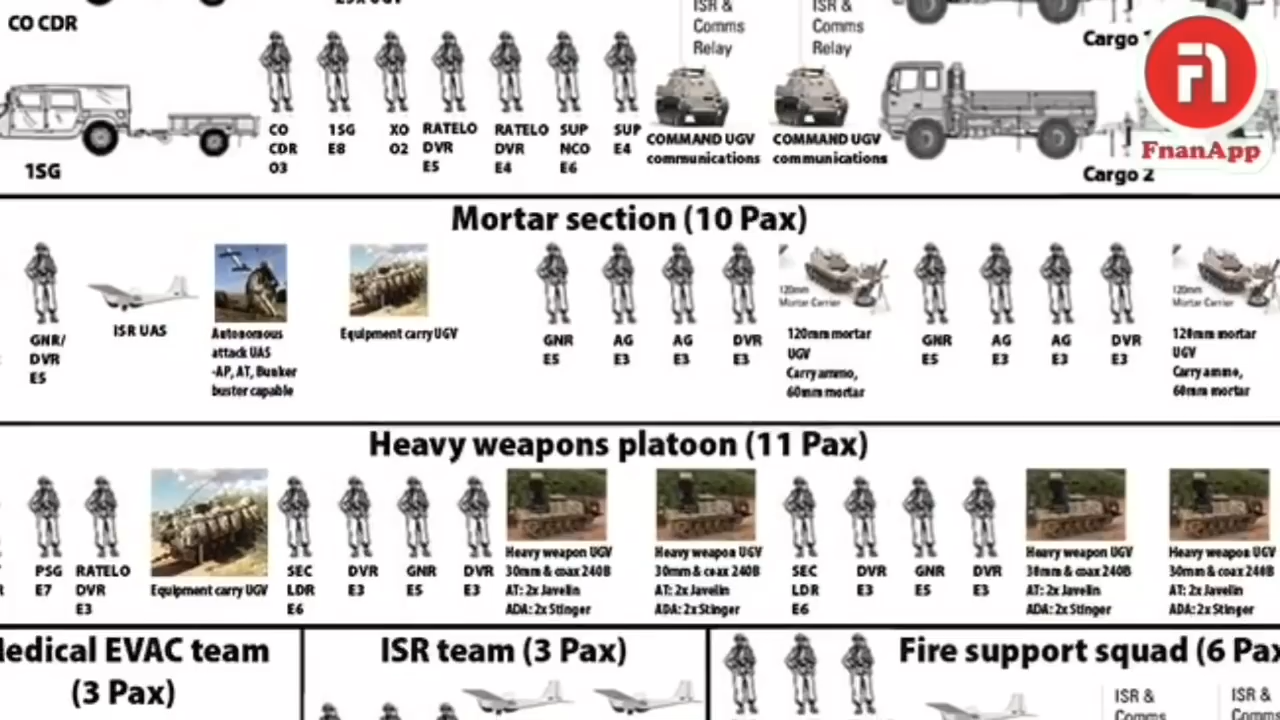 CO CDR
ISR &
Comms
Relay
ISR &
Comms
Relay
Cargo
1SG
CO
CDR
O3
1SG
E8
XO
O2
RATELO
DVR
E5
RATELO
DVR
E4
SUP
NCO
E6
SUP
E4
COMMAND UGV
communications
COMMAND UGV
communications
Cargo 2
FnanApp
Mortar section (10 Pax)
GNR/
DVR
E5
ISR UAS
Autonomous
attack UAS
-AP, AT, Bunker
buster capable
Equipment carry UGV
GNR
E5
AG
E3
AG
E3
DVR
E3
120mm
Mortar Carrier
120mm mortar
UGV
Carry ammo,
60mm mortar
GNR
E5
AG
E3
AG
E3
DVR
E3
120mm
Mortar Carrier
120mm mortar
UGV
Carry ammo,
60mm mortar
Heavy weapons platoon (11 Pax)
PSG
E7
RATELO
DVR
E3
Equipment carry UGV
SEC
LDR
E6
DVR
E3
GNR
E5
DVR
E3
Heavy weapon UGV
30mm & coax 240B
AT: 2x Javelin
ADA: 2x Stinger
Heavy weapon UGV
30mm & coax 240B
AT: 2x Javelin
ADA: 2x Stinger
SEC
LDR
E6
DVR
E3
GNR
E5
DVR
E3
Heavy weapon UGV
30mm & coax 240B
AT: 2x Javelin
ADA: 2x Stinger
Heavy weapon UGV
30mm & coax 240B
AT: 2x Javelin
ADA: 2x Stinger
edical EVAC team
(3 Pax)
ISR team (3 Pax)
Fire support squad (6 Pax
ISR &
Comms
ISR &
Comms